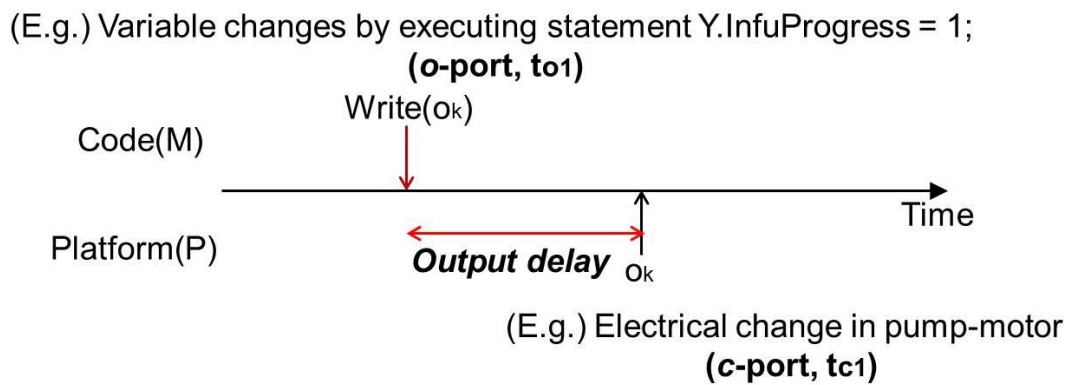 (E.g.) Variable changes by executing statement Y.InfuProgress = 1;
(o-port, to1)
Write(ok)
Code(M)
Time
Platform(P)
Output delay
ok
(E.g.) Electrical change in pump-motor
(c-port, tc1)